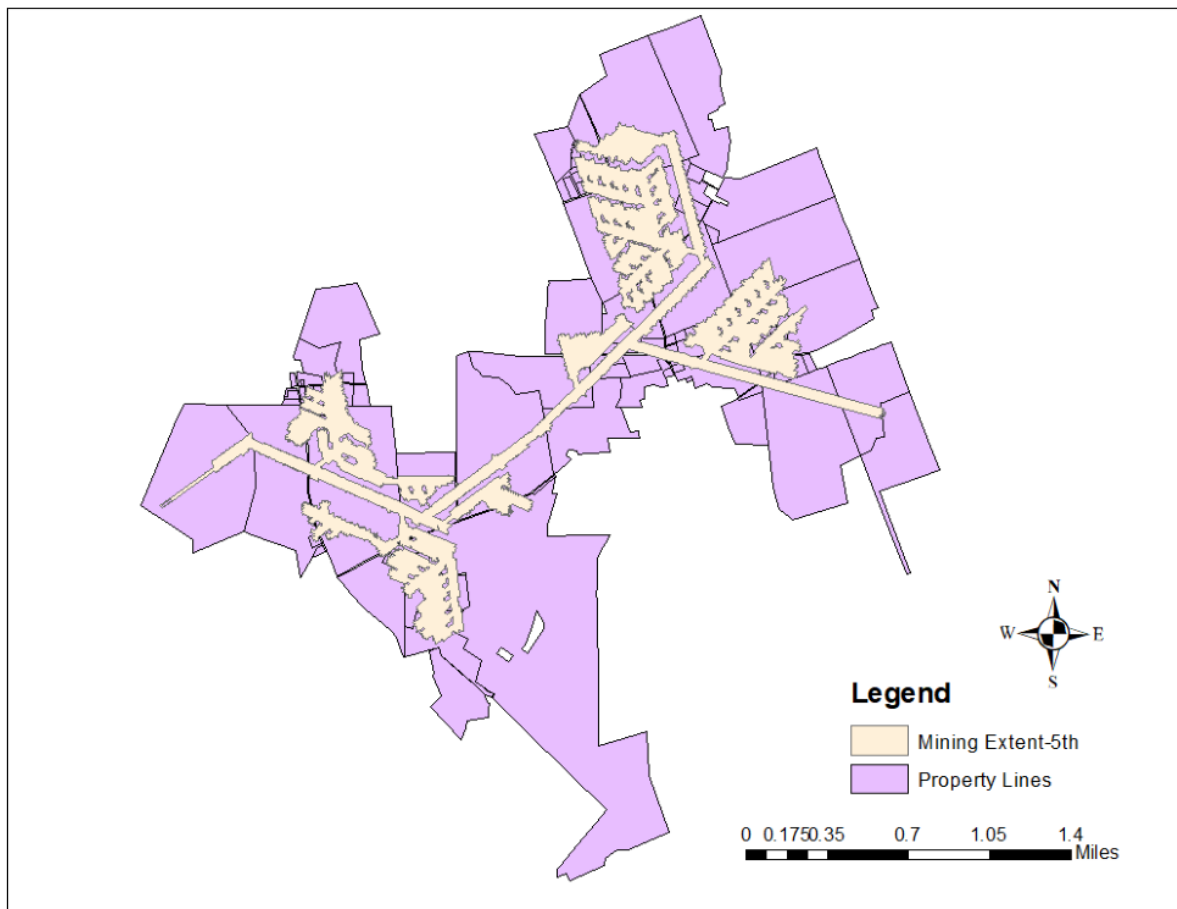 N
W E
S
Legend
Mining Extent-5th
Property Lines
0 0.175 0.35 0.7 1.05 1.4
Miles